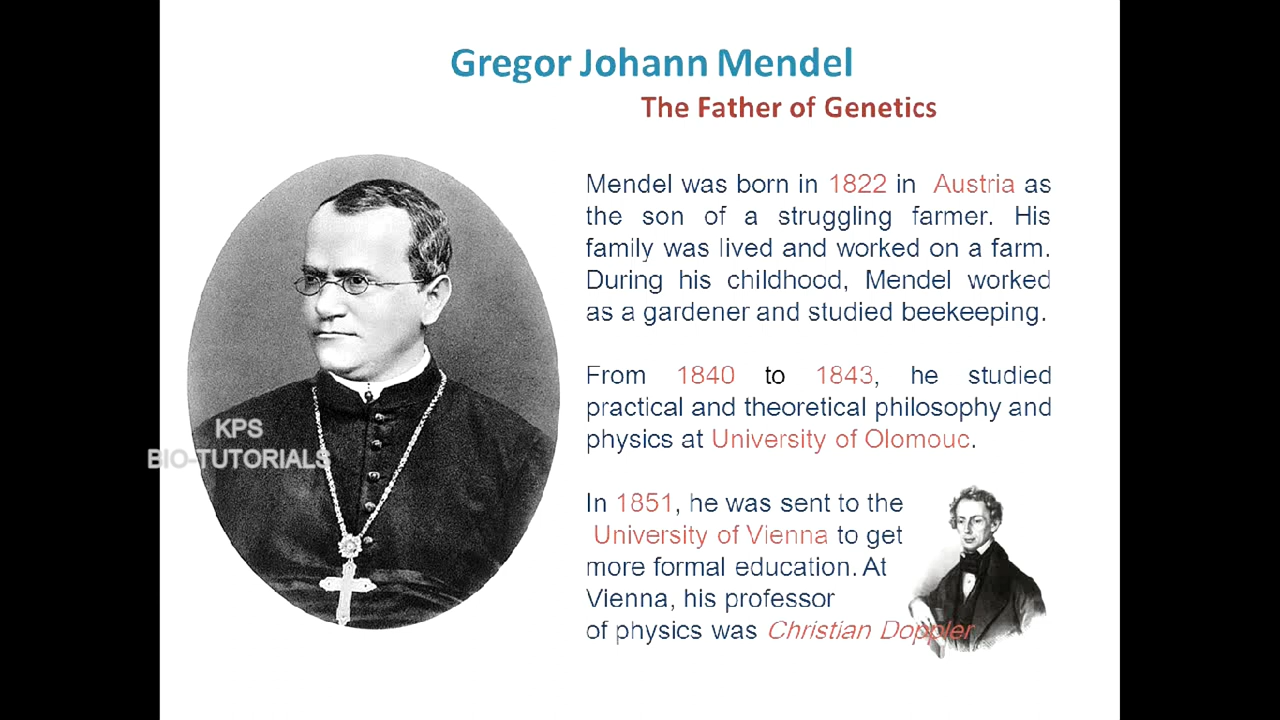 Gregor Johann Mendel
The Father of Genetics
Mendel was born in 1822 in Austria as
the son of a struggling farmer. His
family was lived and worked on a farm.
During his childhood, Mendel worked
as a gardener and studied beekeeping.
From 1840 to 1843, he studied
practical and theoretical philosophy and
physics at University of Olomouc.
In 1851, he was sent to the
University of Vienna to get
more formal education. At
Vienna, his professor
of physics was Christian Doppler
KPS
BIO-TUTORIALS